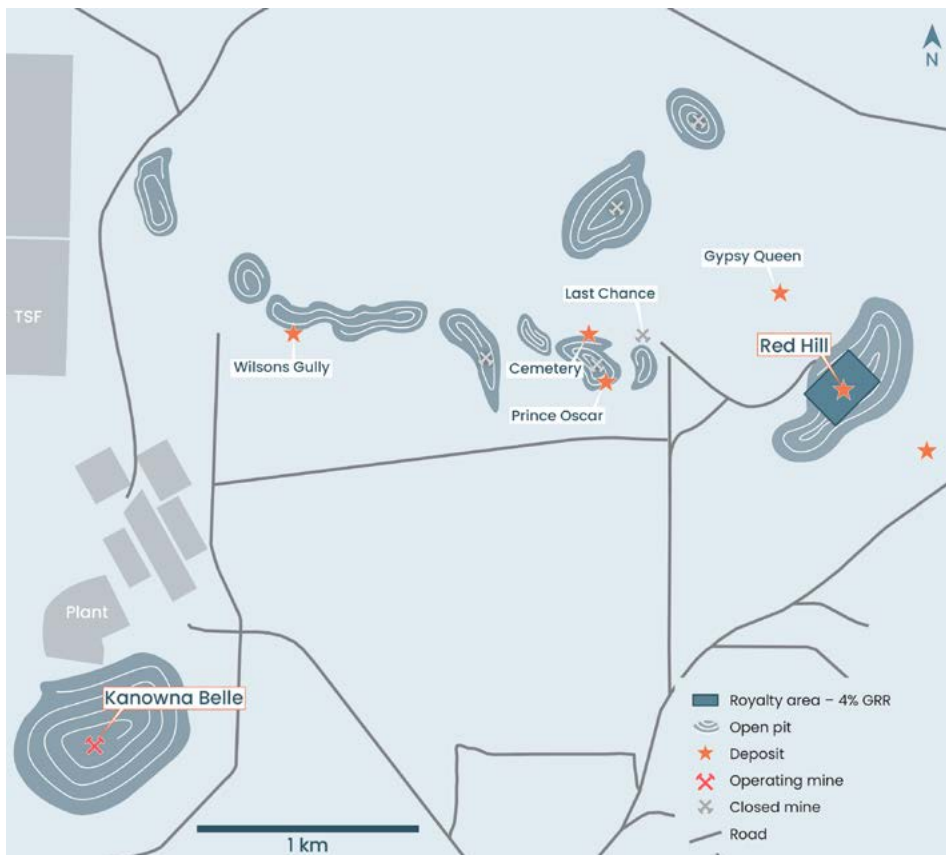 N
TSF
Gypsy Queen
Last Chance
Red Hill
Wilsons Gully
Cemetery
Prince Oscar
Plant
Kanowna Belle
1 km
Royalty area – 4% GRR
Open pit
Deposit
Operating mine
Closed mine
Road